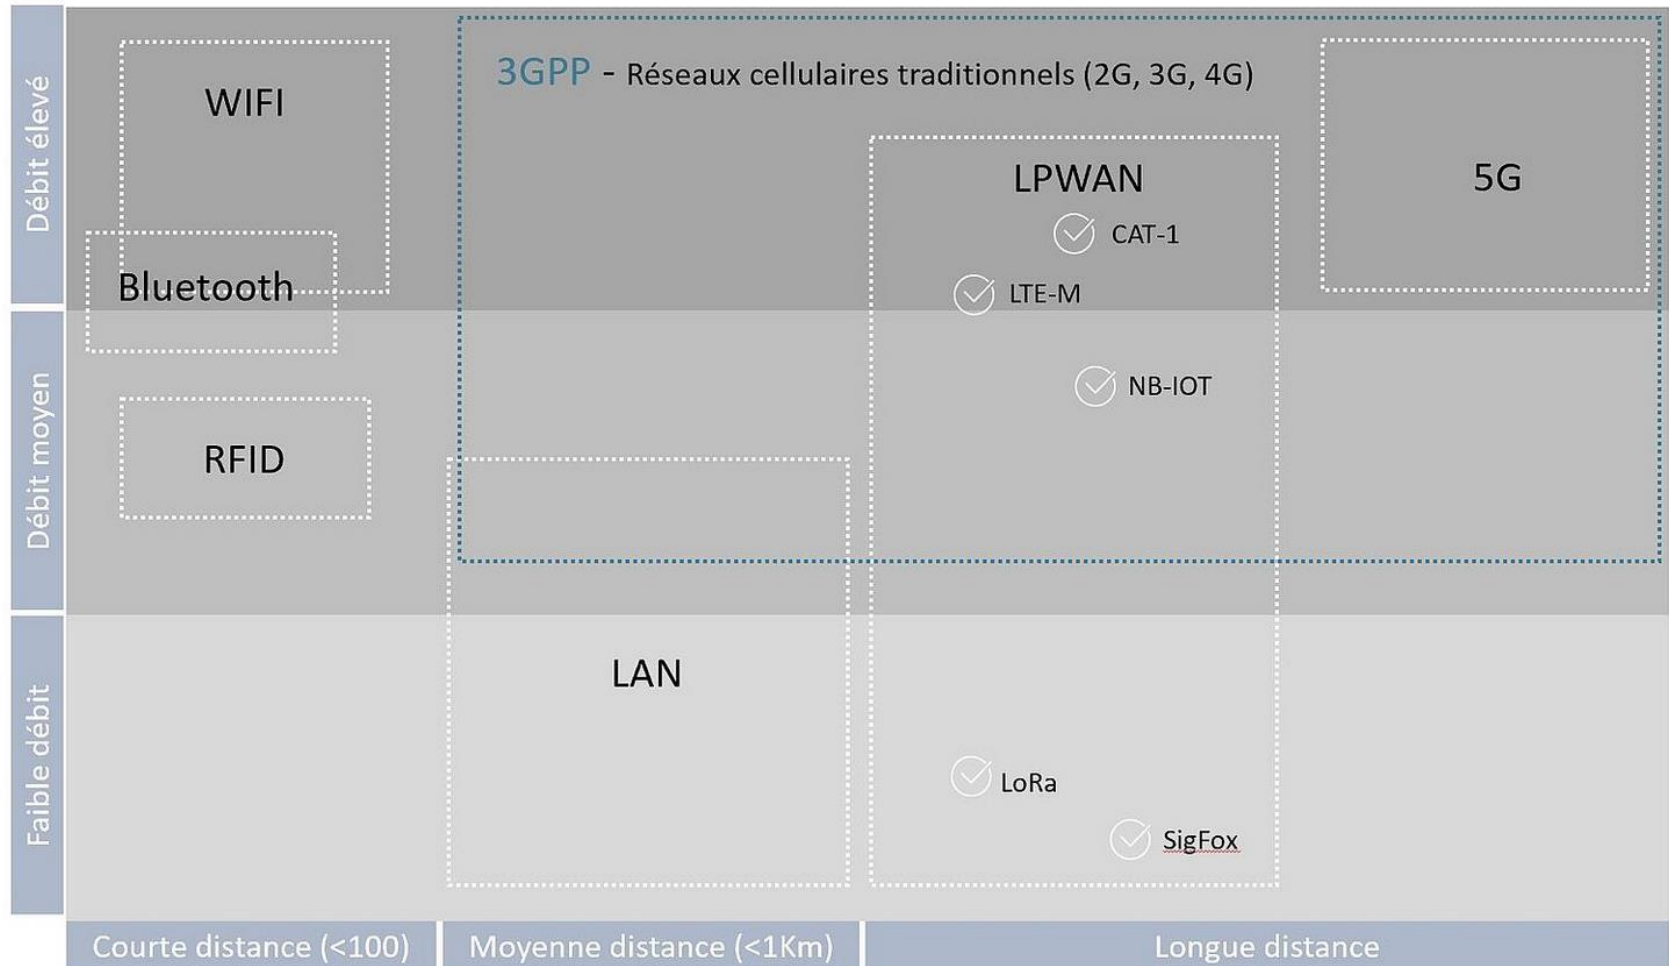 Débit élevé
WIFI
3GPP - Réseaux cellulaires traditionnels (2G, 3G, 4G)
LPWAN
5G
CAT-1
Bluetooth
LTE-M
Débit moyen
NB-IOT
RFID
Faible débit
LAN
LoRa
SigFox
Courte distance (<100)
Moyenne distance (<1Km)
Longue distance